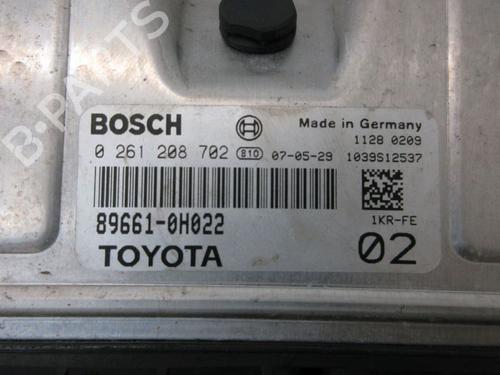 B-PARTS
BOSCH
Made in Germany
1128 0209
0 261 208 702 810 07-05-29 1039S12537
89661-0H022
1KR-FE
TOYOTA
02